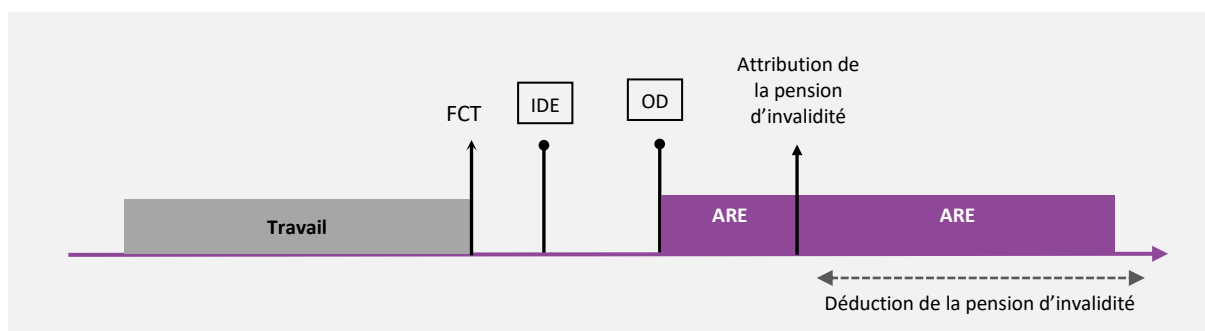 Attribution de
la pension
d’invalidité
FCT
IDE
OD
Travail
ARE
ARE
Déduction de la pension d’invalidité